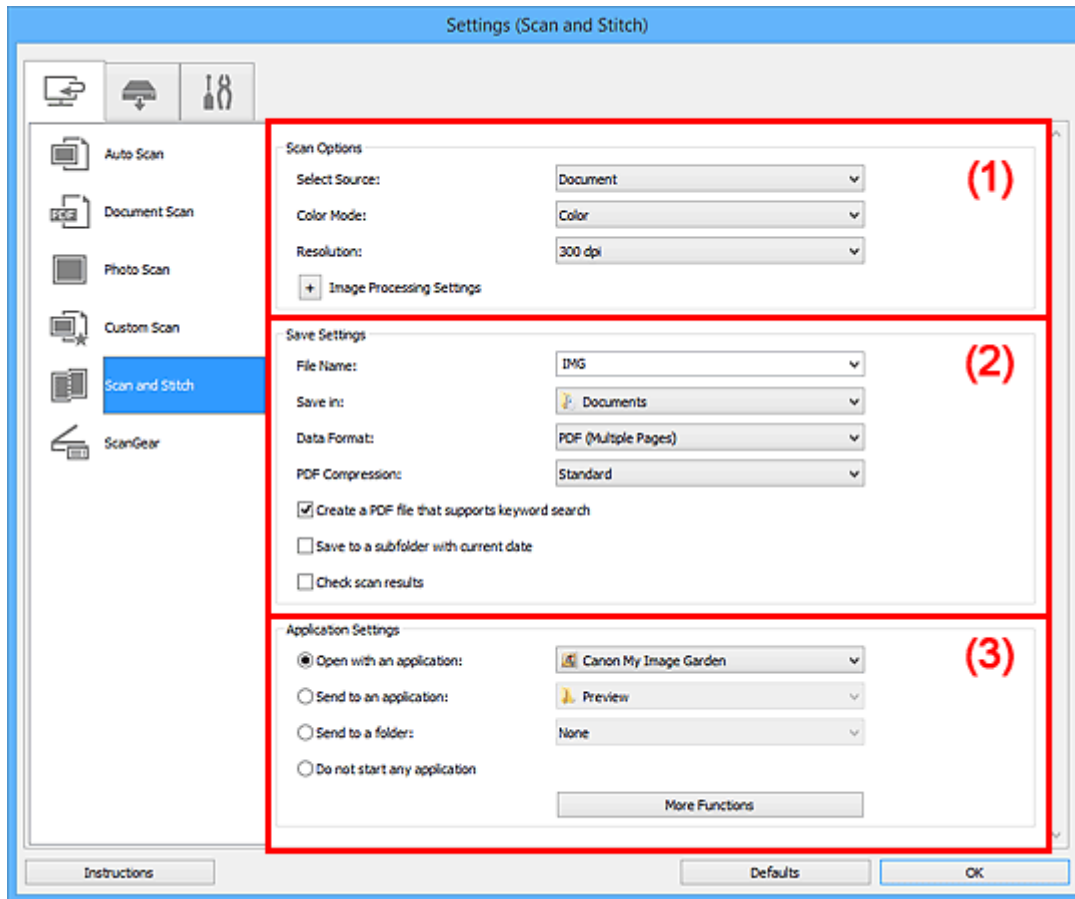 Settings (Scan and Stitch)
Auto Scan
PDF
Document Scan
Photo Scan
Custom Scan
Scan and Stitch
ScanGear
Scan Options
(1)
Select Source: Document
Color Mode: Color
Resolution: 300 dpi
+ Image Processing Settings
Save Settings
(2)
File Name: IMG
Save in: Documents
Data Format: PDF (Multiple Pages)
PDF Compression: Standard
Create a PDF file that supports keyword search
Save to a subfolder with current date
Check scan results
Application Settings
(3)
Open with an application: Canon My Image Garden
Send to an application: Preview
Send to a folder: None
Do not start any application
More Functions
Instructions Defaults OK